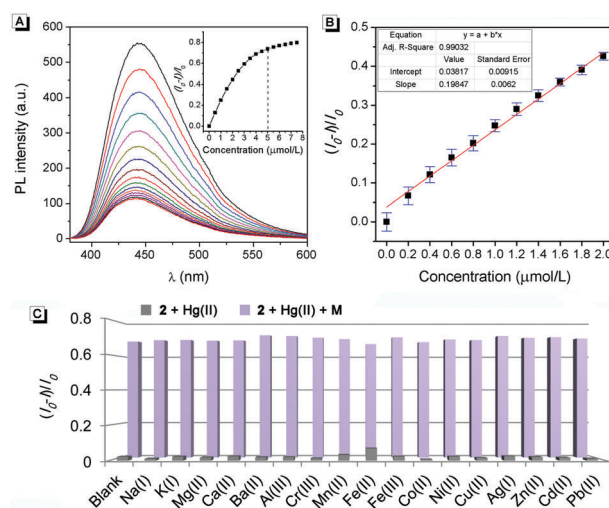 A
600
500
400
300
200
100
0
PL intensity (a.u.)
400 450 500 550 600
λ (nm)
0.8
0.6
0.4
0.2
0.0
(I0-I)/I0
0 1 2 3 4 5 6 7 8
Concentration (μmol/L)
B
Equation y = a + b*x
Adj. R-Square 0.99032
Value Standard Error
Intercept 0.03817 0.00915
Slope 0.19847 0.0062
0.5
0.4
0.3
0.2
0.1
0.0
(I0-I)/I0
0.0 0.2 0.4 0.6 0.8 1.0 1.2 1.4 1.6 1.8 2.0
Concentration (μmol/L)
C
2 + Hg(II) 2 + Hg(II) + M
0.8
0.6
0.4
0.2
0
(I0-I)/I0
Blank Na(I) K(I) Mg(II) Ca(II) Ba(II) Al(III) Cr(III) Mn(II) Fe(II) Fe(III) Co(II) Ni(II) Cu(II) Ag(I) Zn(II) Cd(II) Pb(II)